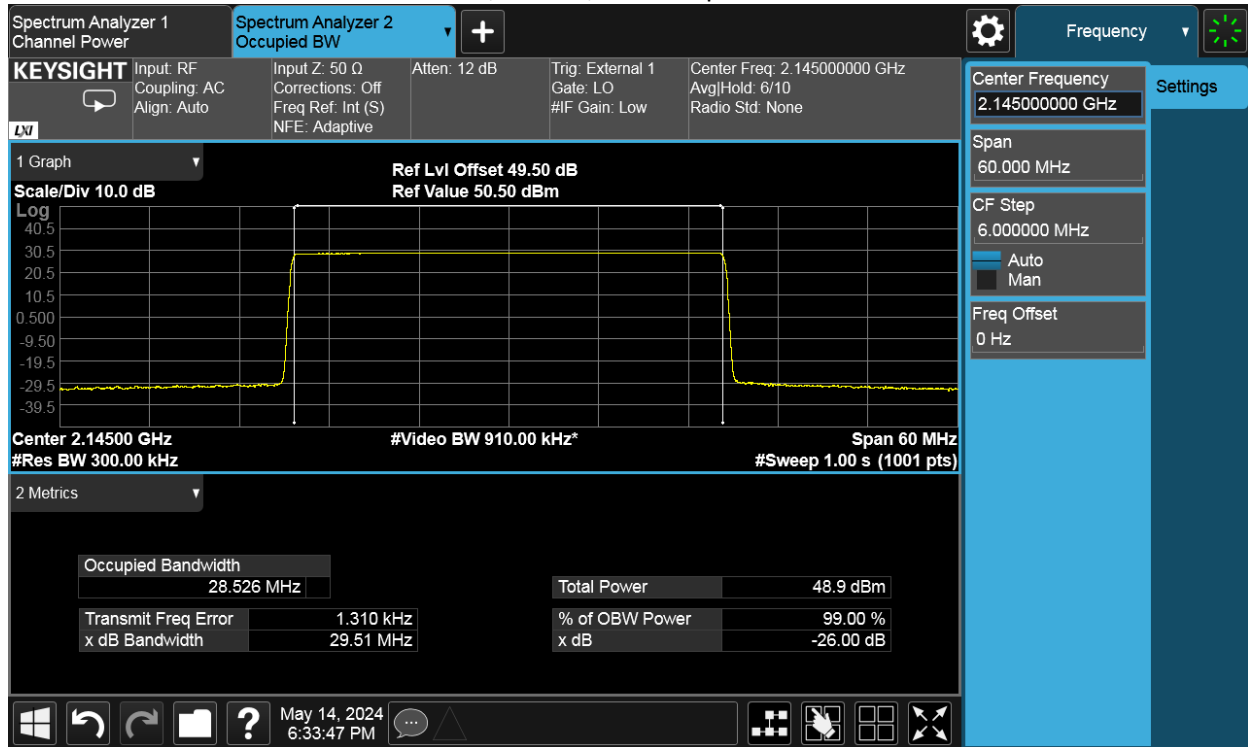 Spectrum Analyzer 1
Channel Power
Spectrum Analyzer 2
Occupied BW
Frequency
KEYSIGHT
LXI
Input: RF
Coupling: AC
Align: Auto
Input Z: 50 Ω
Corrections: Off
Freq Ref: Int (S)
NFE: Adaptive
Atten: 12 dB
Trig: External 1
Gate: LO
#IF Gain: Low
Center Freq: 2.145000000 GHz
Avg|Hold: 6/10
Radio Std: None
Center Frequency
2.145000000 GHz
Settings
Span
60.000 MHz
CF Step
6.000000 MHz
Auto
Man
Freq Offset
0 Hz
1 Graph
Scale/Div 10.0 dB
Ref Lvl Offset 49.50 dB
Ref Value 50.50 dBm
Log
40.5
30.5
20.5
10.5
0.500
-9.50
-19.5
-29.5
-39.5
Center 2.14500 GHz
#Video BW 910.00 kHz*
Span 60 MHz
#Res BW 300.00 kHz
#Sweep 1.00 s (1001 pts)
2 Metrics
Occupied Bandwidth
28.526 MHz
Total Power 48.9 dBm
Transmit Freq Error 1.310 kHz
% of OBW Power 99.00 %
x dB Bandwidth 29.51 MHz
x dB -26.00 dB
?
May 14, 2024
6:33:47 PM